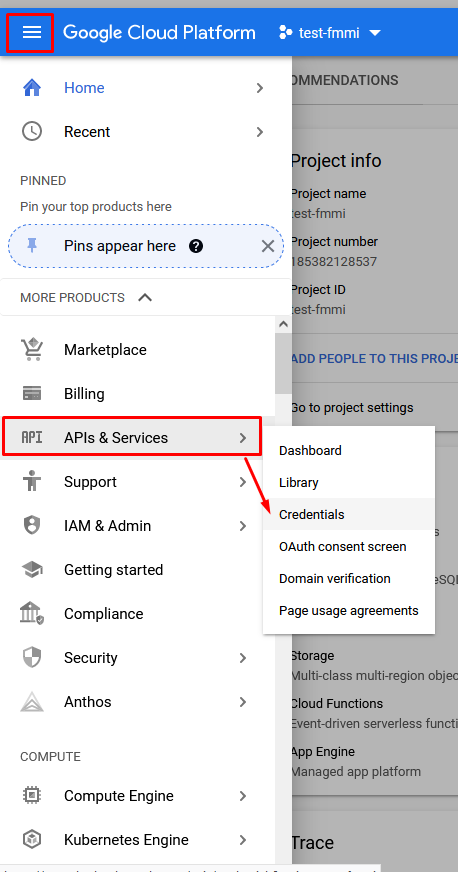 Google Cloud Platform
test-fmmi
Home
Recent
PINNED
Pin your top products here
Pins appear here
?
MORE PRODUCTS
Marketplace
Billing
API APIs & Services
Support
IAM & Admin
Getting started
Compliance
Security
Anthos
COMPUTE
Compute Engine
Kubernetes Engine
Dashboard
Library
Credentials
OAuth consent screen
Domain verification
Page usage agreements
OMMENDATIONS
Project info
Project name
test-fmmi
Project number
185382128537
Project ID
test-fmmi
ADD PEOPLE TO THIS PROJE
Go to project settings
Storage
Multi-class multi-region objec
Cloud Functions
Event-driven serverless functi
App Engine
Managed app platform
Trace